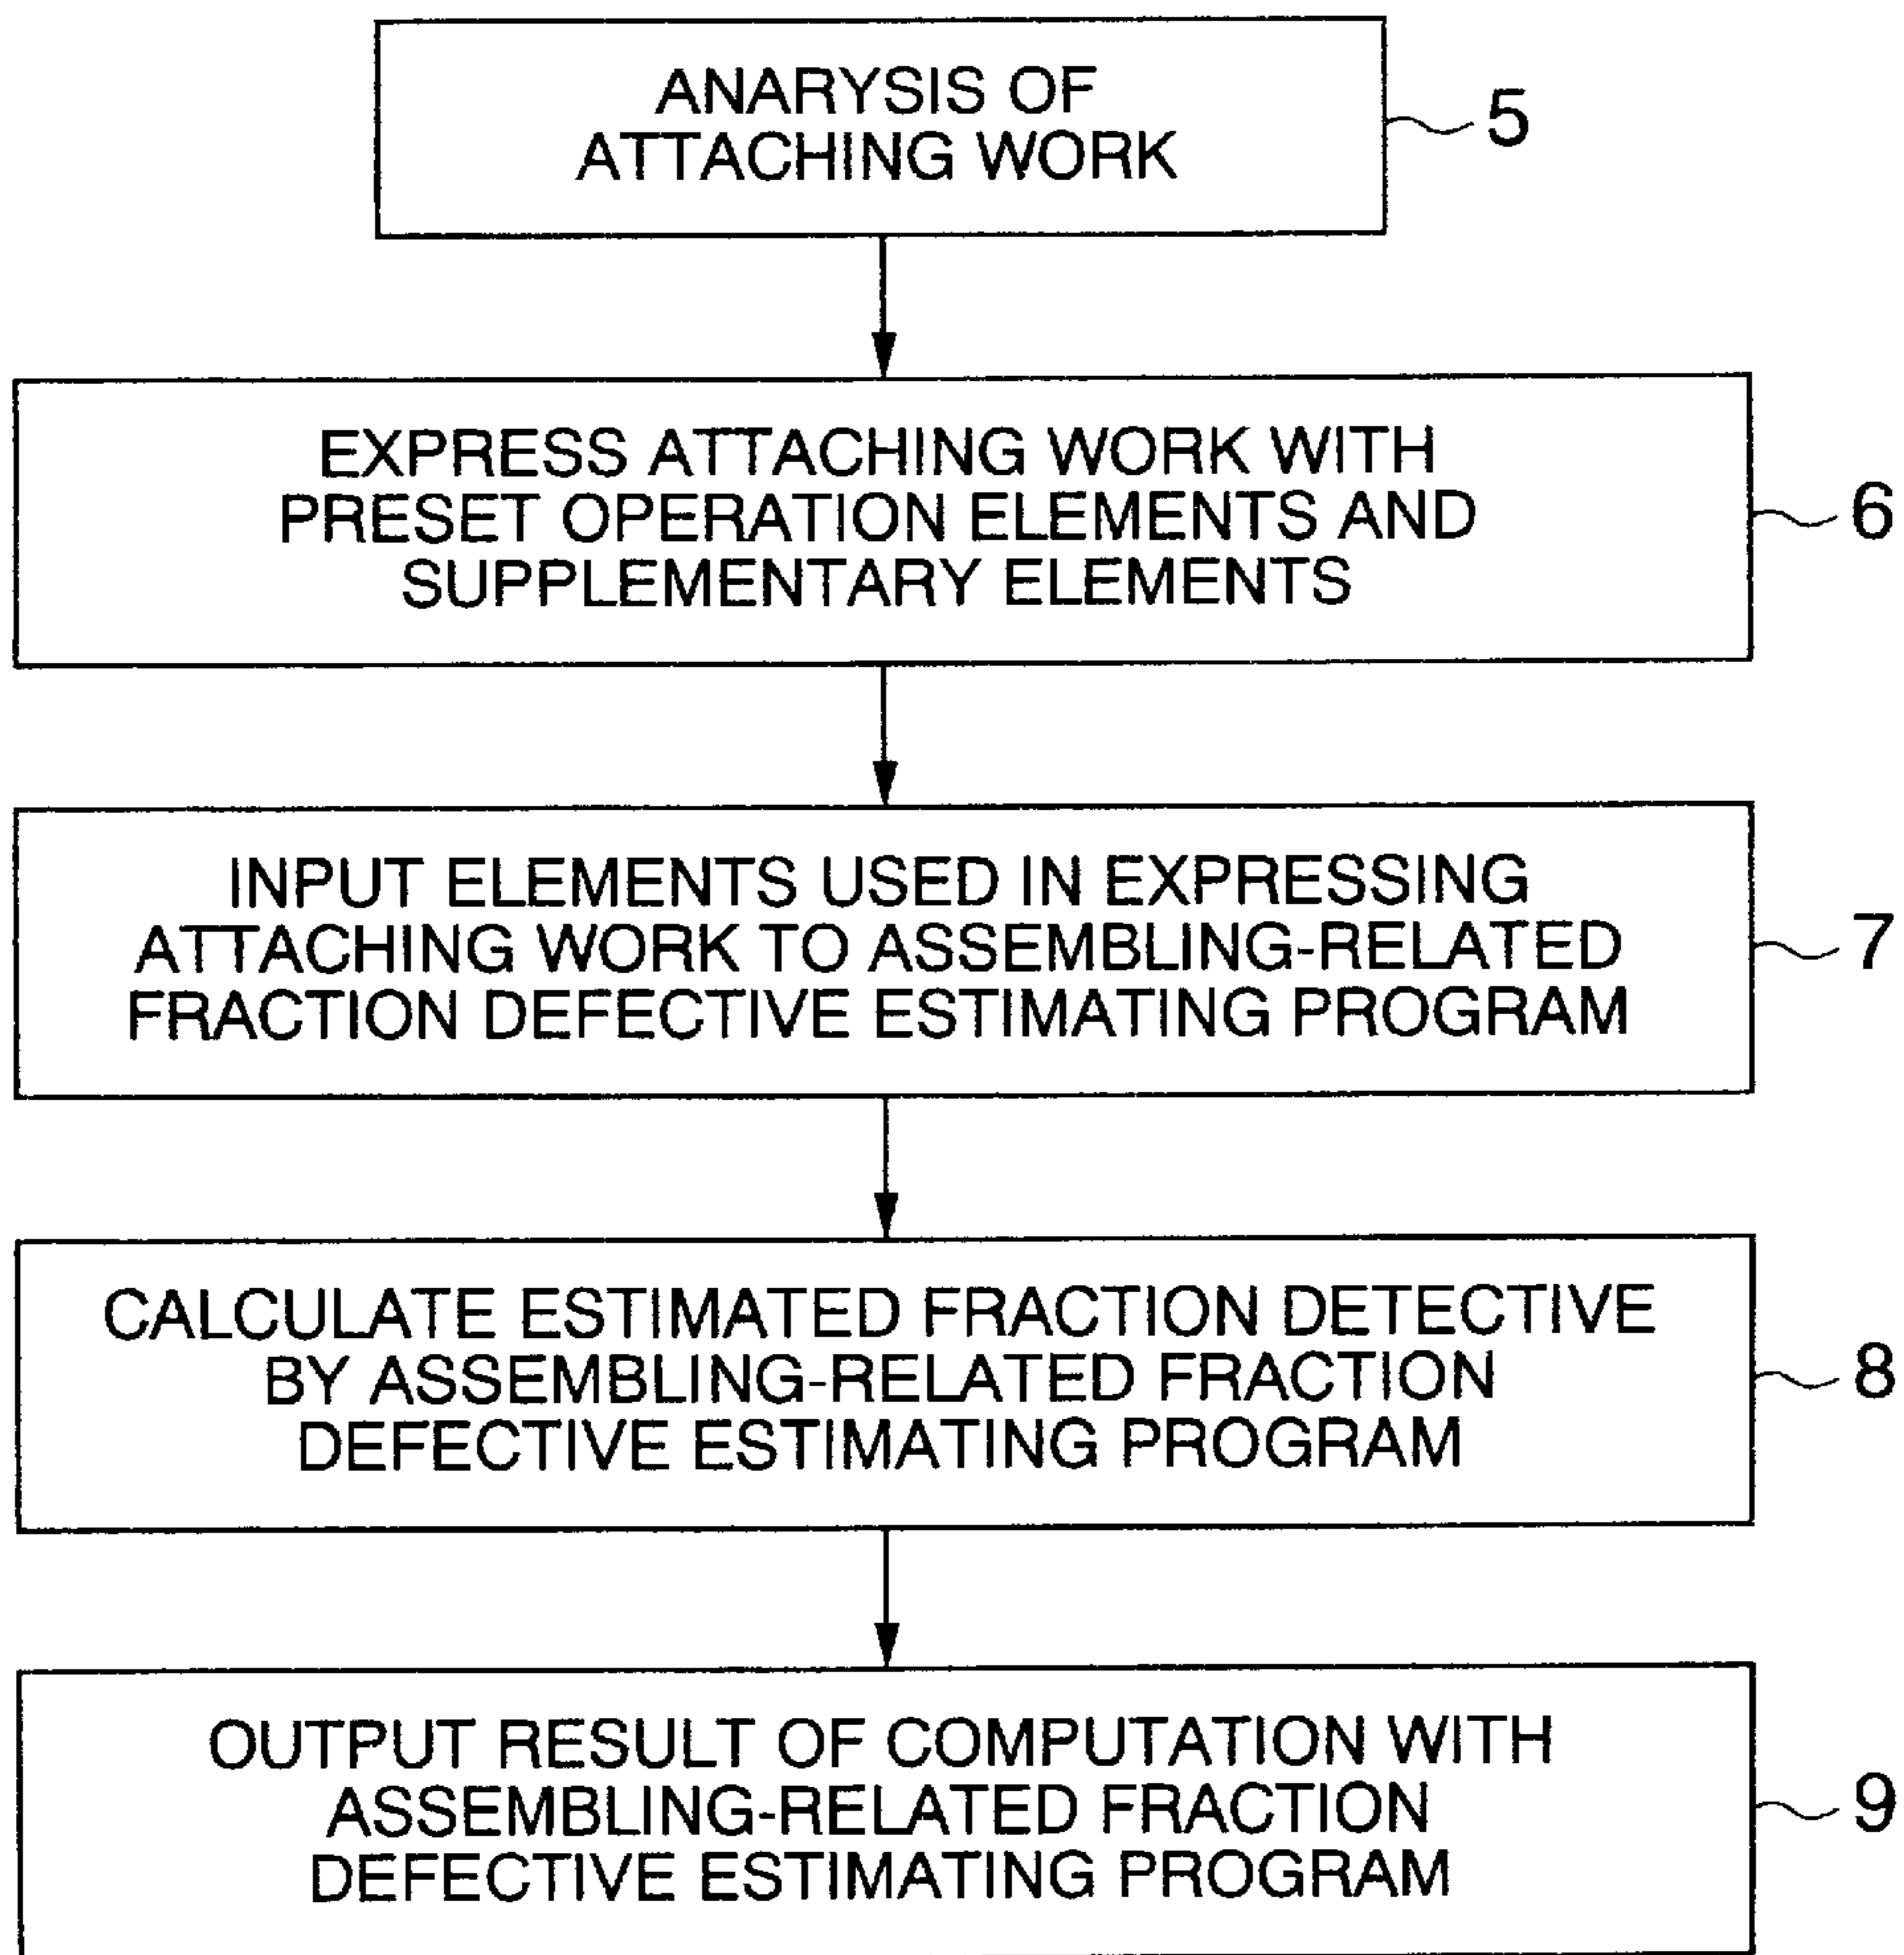 ANARYSIS OF
ATTACHING WORK
5
EXPRESS ATTACHING WORK WITH
PRESET OPERATION ELEMENTS AND
SUPPLEMENTARY ELEMENTS
6
INPUT ELEMENTS USED IN EXPRESSING
ATTACHING WORK TO ASSEMBLING-RELATED
FRACTION DEFECTIVE ESTIMATING PROGRAM
7
CALCULATE ESTIMATED FRACTION DETECTIVE
BY ASSEMBLING-RELATED FRACTION
DEFECTIVE ESTIMATING PROGRAM
8
OUTPUT RESULT OF COMPUTATION WITH
ASSEMBLING-RELATED FRACTION
DEFECTIVE ESTIMATING PROGRAM
9